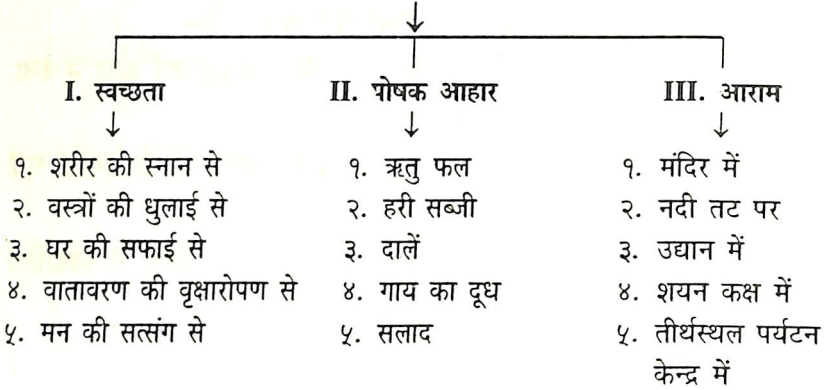 I. स्वच्छता
१. शरीर की स्नान से
२. वस्त्रों की धुलाई से
३. घर की सफाई से
४. वातावरण की वृक्षारोपण से
५. मन की सत्संग से
II. पोषक आहार
१. ऋतु फल
२. हरी सब्जी
३. दालें
४. गाय का दूध
५. सलाद
III. आराम
१. मंदिर में
२. नदी तट पर
३. उद्यान में
४. शयन कक्ष में
५. तीर्थस्थल पर्यटन
केन्द्र में